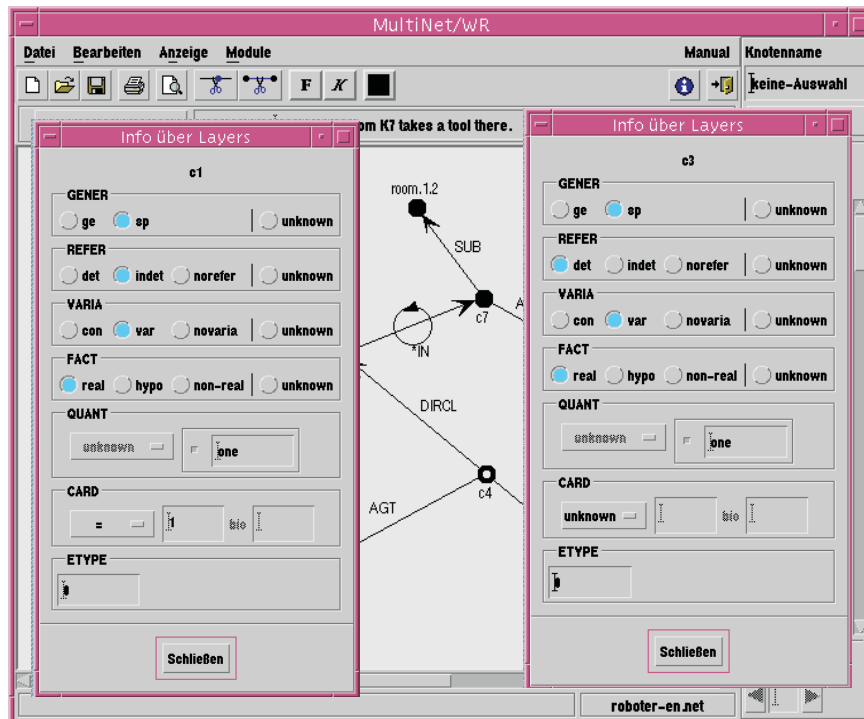 MultiNet/WR
Datei Bearbeiten Anzeige Module Manual Knotenname
F K keine-Auswahl
om K7 takes a tool there.
Info über Layers
c1
GENER
ge sp unknown
REFER
det indet norefer unknown
VARIA
con var novaria unknown
FACT
real hypo non-real unknown
QUANT
unknown one
CARD
= 1 bio
ETYPE
0
Schließen
room.1.2
SUB
A
c7
*IN
DIRCL
c4
AGT
Info über Layers
c3
GENER
ge sp unknown
REFER
det indet norefer unknown
VARIA
con var novaria unknown
FACT
real hypo non-real unknown
QUANT
unknown one
CARD
unknown bio
ETYPE
0
Schließen
roboter-en.net